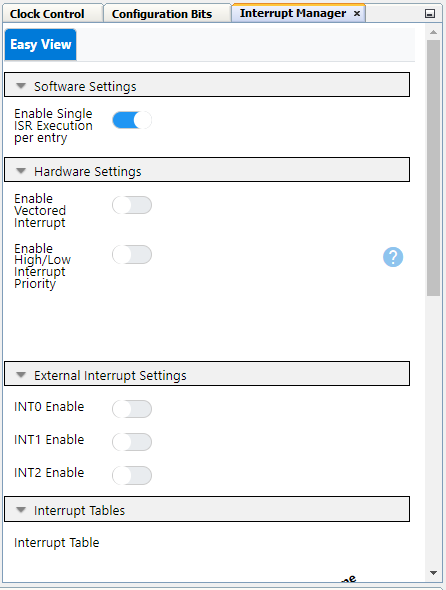 Clock Control
Configuration Bits
Interrupt Manager ×
Easy View
Software Settings
Enable Single
ISR Execution
per entry
Hardware Settings
Enable
Vectored
Interrupt
Enable
High/Low
Interrupt
Priority
?
External Interrupt Settings
INT0 Enable
INT1 Enable
INT2 Enable
Interrupt Tables
Interrupt Table